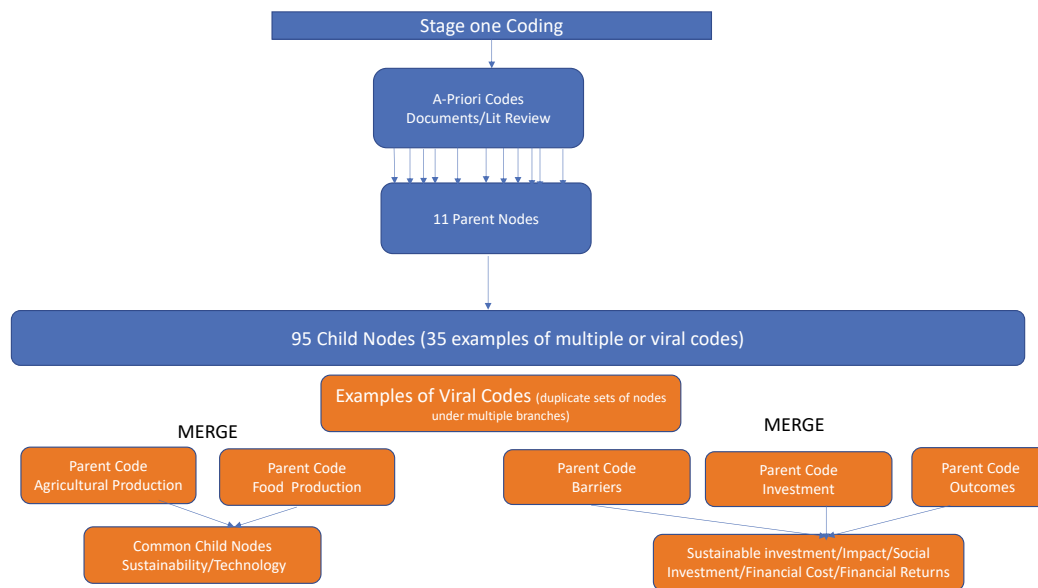 Stage one Coding
A-Priori Codes
Documents/Lit Review
11 Parent Nodes
95 Child Nodes (35 examples of multiple or viral codes)
Examples of Viral Codes (duplicate sets of nodes
under multiple branches)
MERGE
MERGE
Parent Code
Agricultural Production
Parent Code
Food Production
Parent Code
Barriers
Parent Code
Investment
Parent Code
Outcomes
Common Child Nodes
Sustainability/Technology
Sustainable investment/Impact/Social
Investment/Financial Cost/Financial Returns